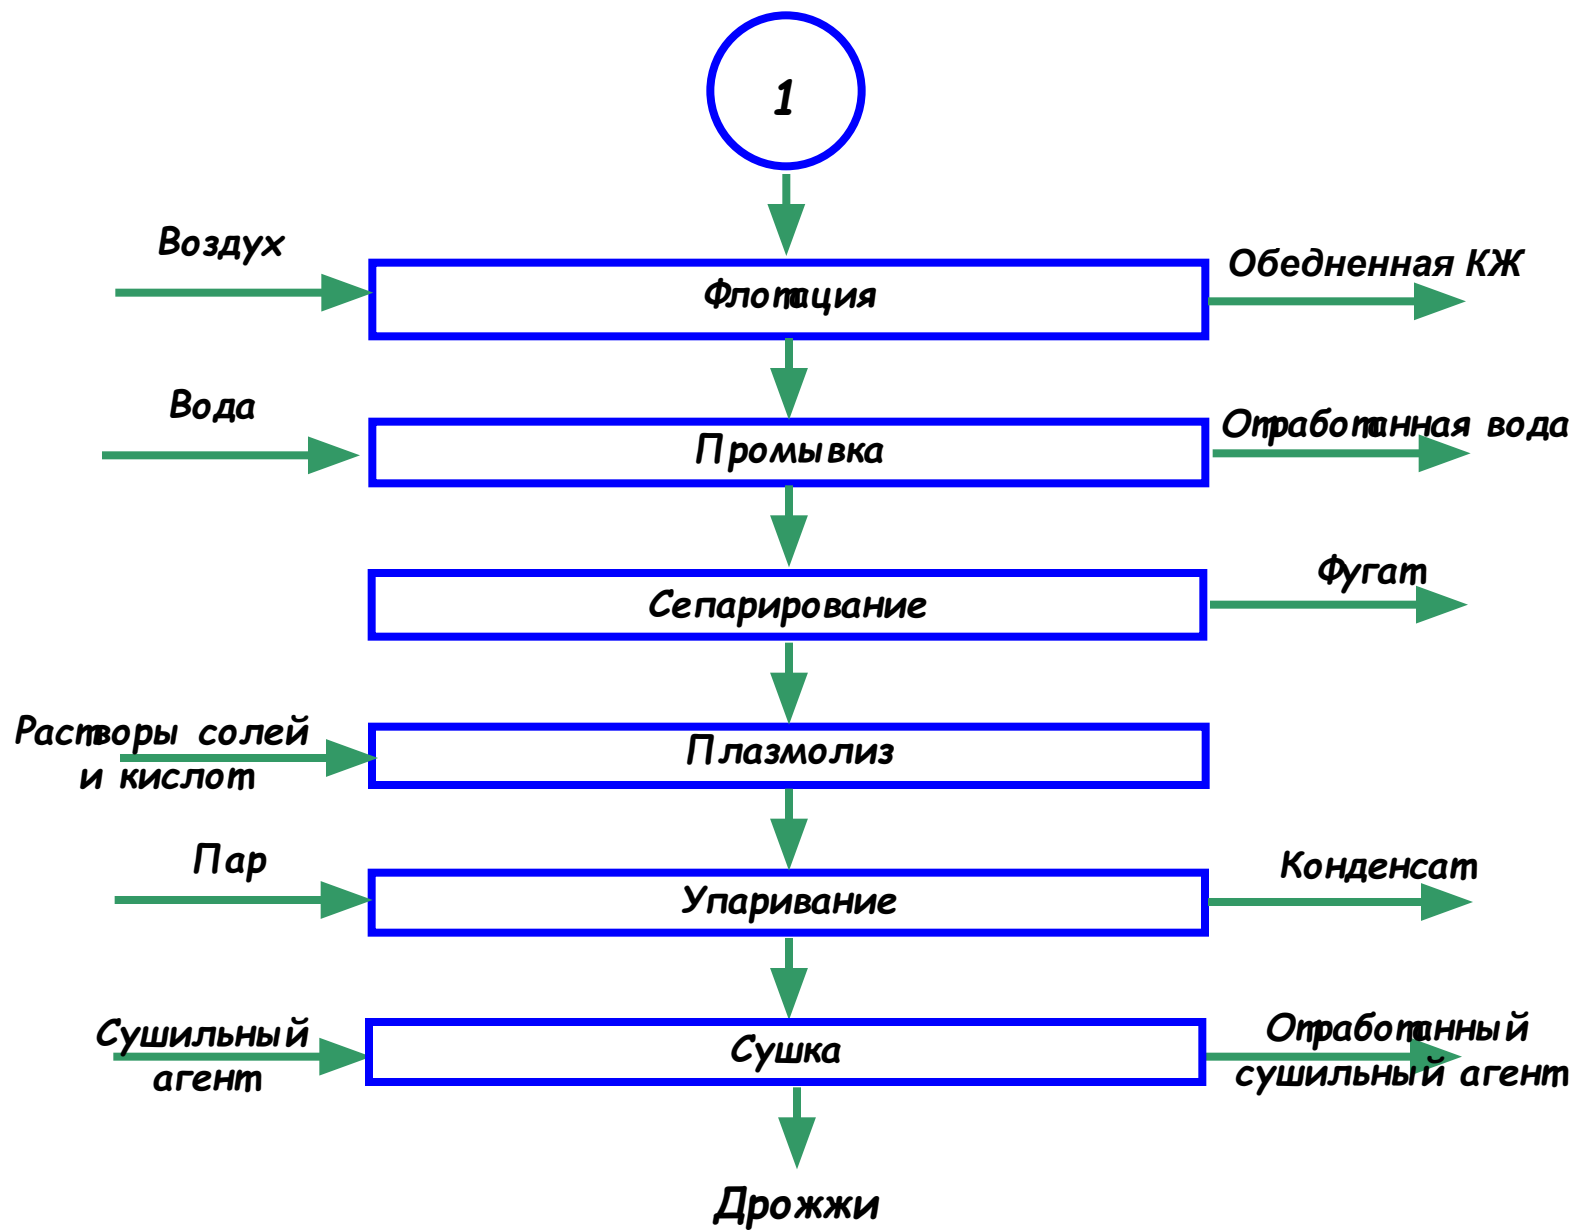 1
Воздух
Флотация
Обедненная КЖ
Вода
Промывка
Отработанная вода
Сепарирование
Фугат
Растворы солей
и кислот
Плазмолиз
Пар
Упаривание
Конденсат
Сушильный
агент
Сушка
Отработанный
сушильный агент
Дрожжи